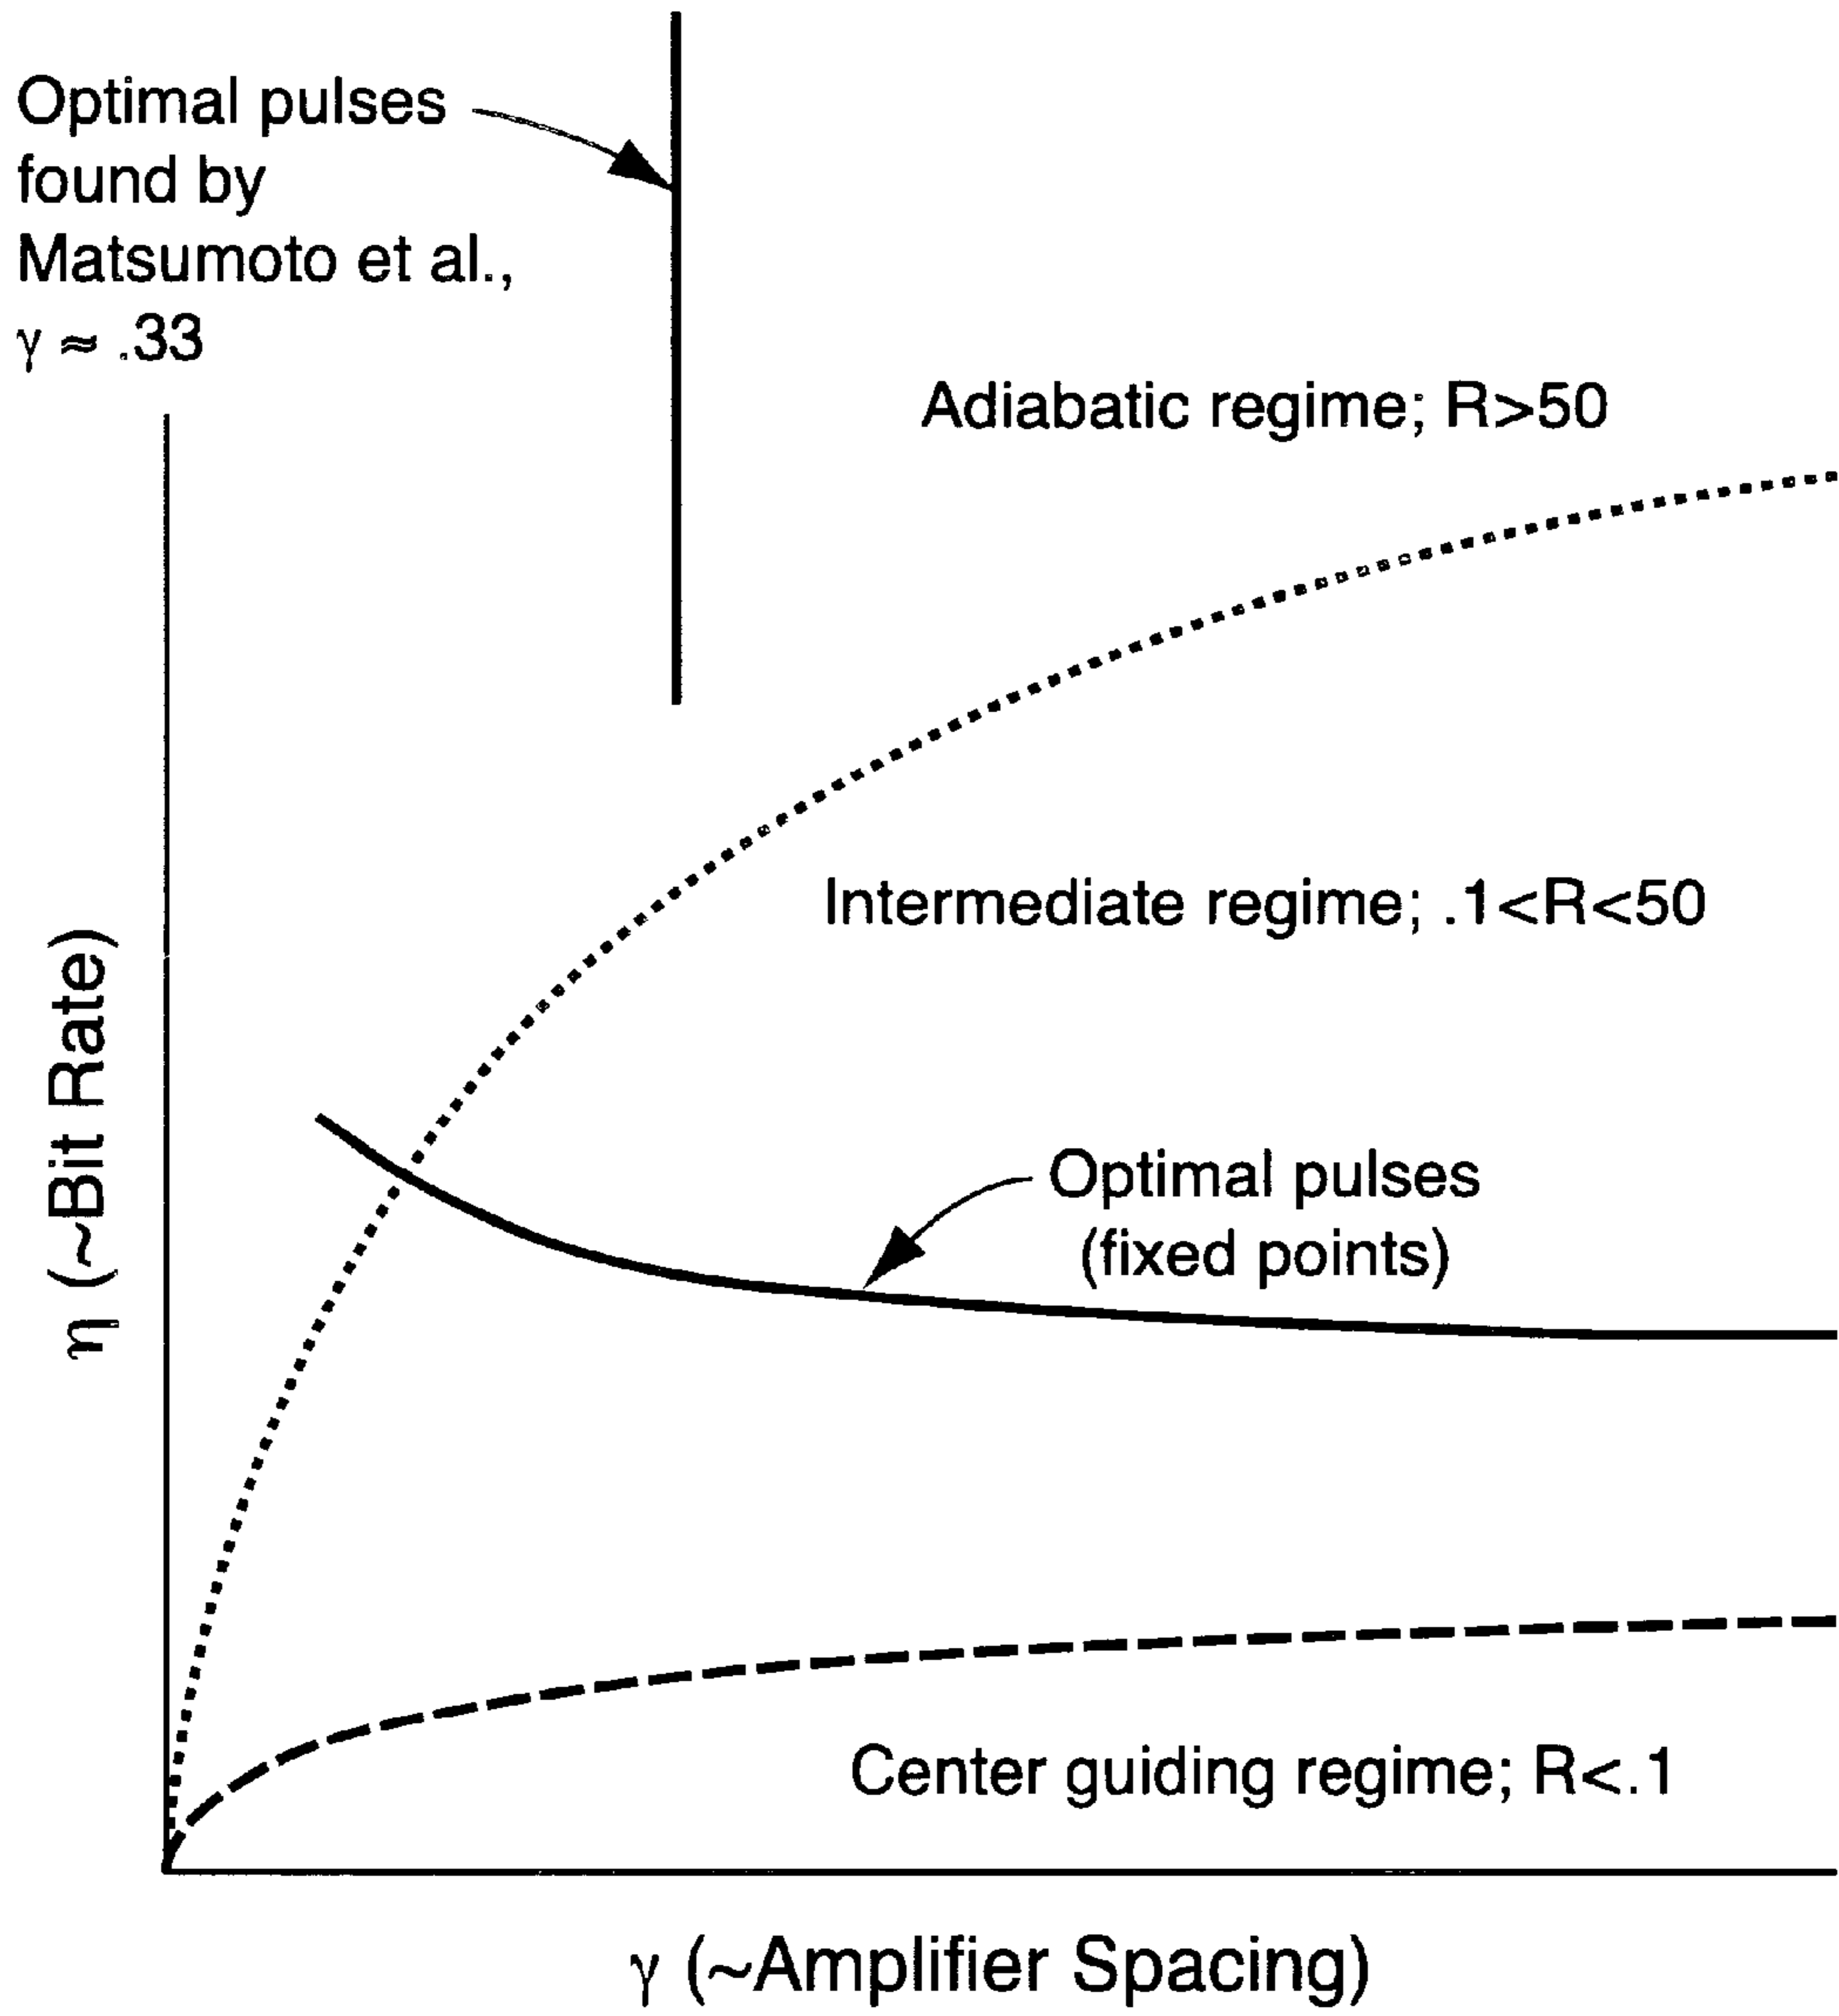 Optimal pulses
found by
Matsumoto et al.,
γ ≈ .33
Adiabatic regime; R>50
Intermediate regime; .1<R<50
Optimal pulses
(fixed points)
Center guiding regime; R<.1
η (~Bit Rate)
γ (~Amplifier Spacing)